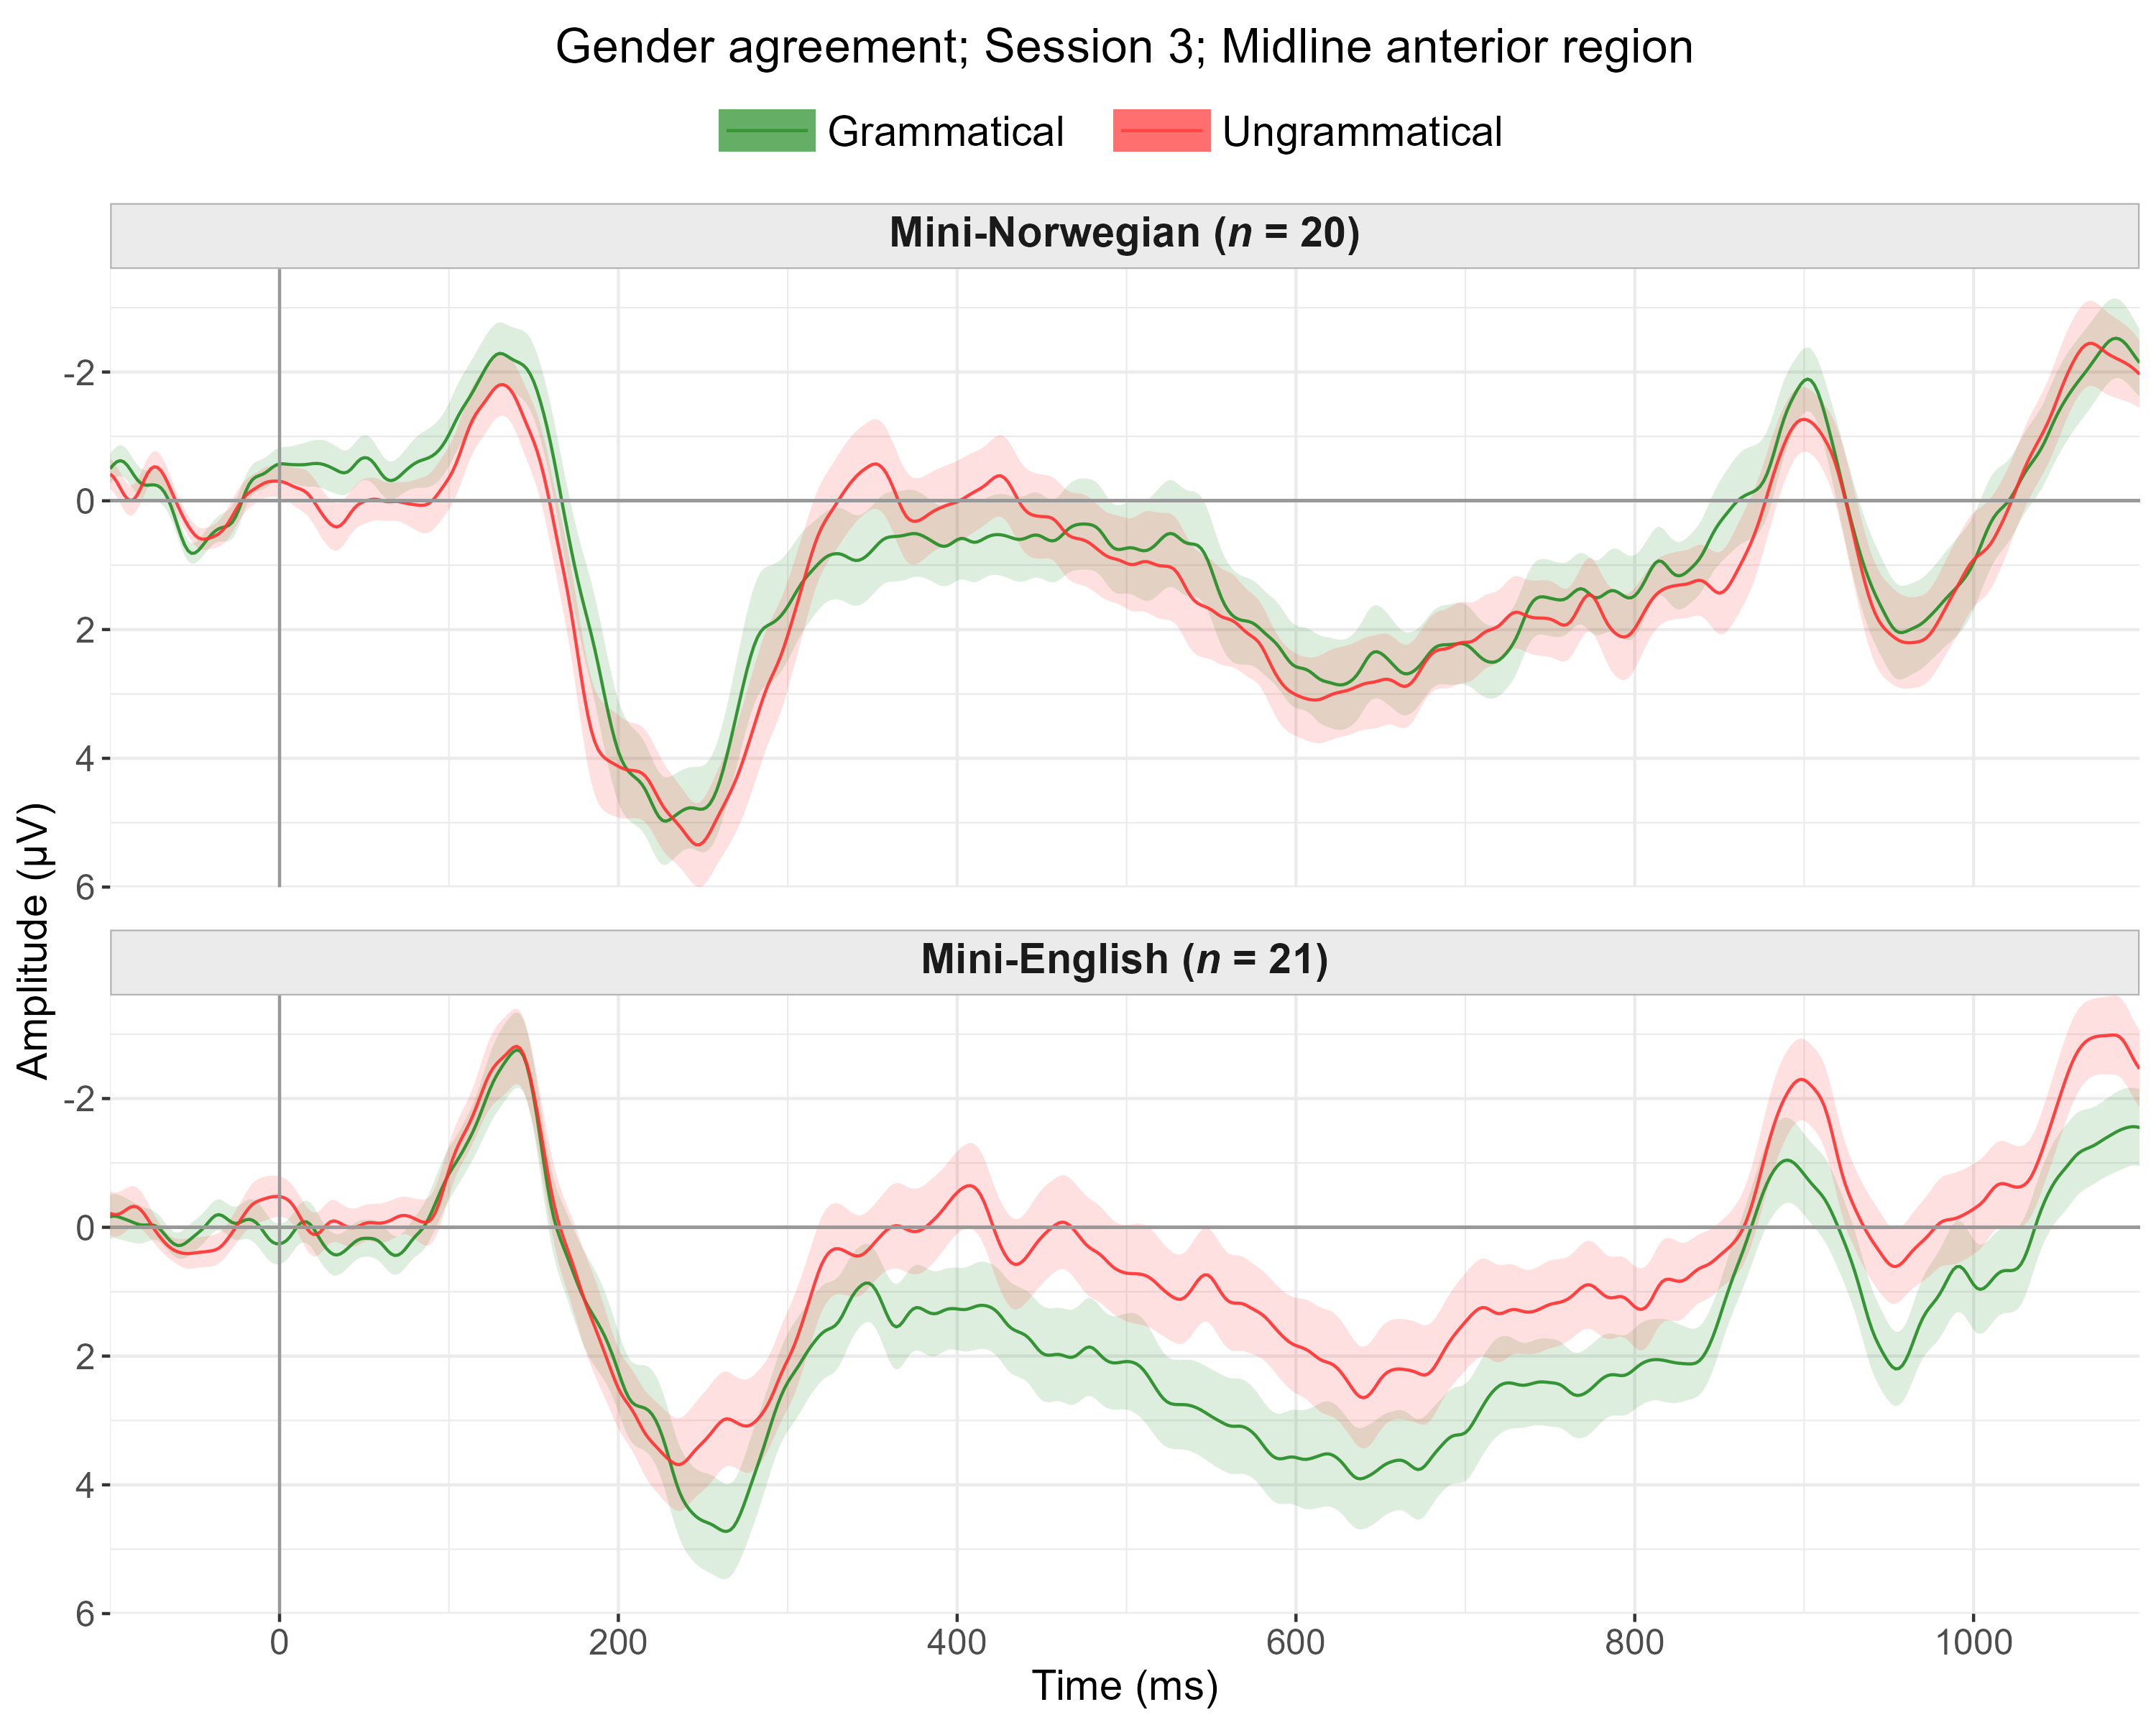 Gender agreement; Session 3; Midline anterior region
Grammatical Ungrammatical
Mini-Norwegian (n = 20)
-2
0
2
4
6
Amplitude (µV)
Mini-English (n = 21)
-2
0
2
4
6
0 200 400 600 800 1000
Time (ms)